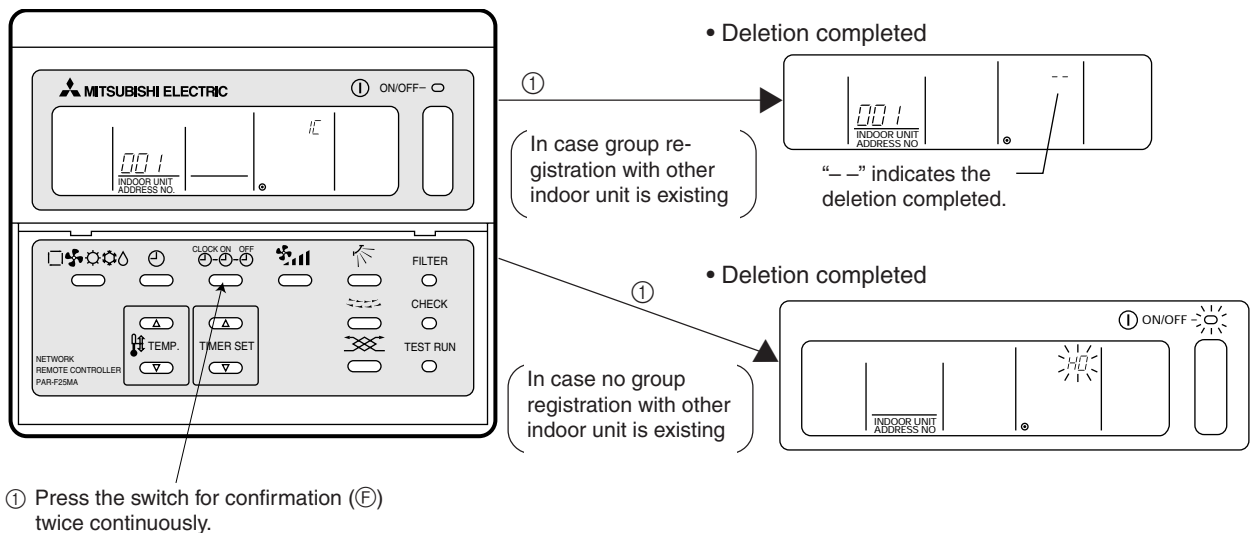 MITSUBISHI ELECTRIC
ON/OFF
IC
001
INDOOR UNIT
ADDRESS NO.
CLOCK ON OFF
FILTER
CHECK
TEMP.
TIMER SET
TEST RUN
NETWORK
REMOTE CONTROLLER
PAR-F25MA
① Press the switch for confirmation (Ⓕ)
twice continuously.
①
In case group re-
gistration with other
indoor unit is existing
• Deletion completed
--
001
INDOOR UNIT
ADDRESS NO
“– –” indicates the
deletion completed.
①
In case no group
registration with other
indoor unit is existing
• Deletion completed
ON/OFF
HO
INDOOR UNIT
ADDRESS NO